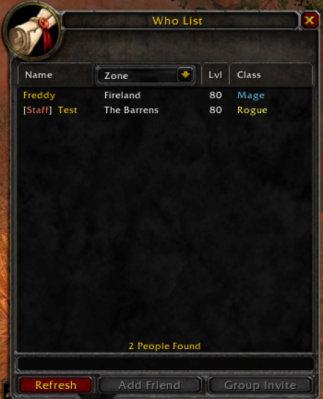 Who List
Name Zone Lvl Class
Freddy Fireland 80 Mage
[Staff] Test The Barrens 80 Rogue
2 People Found
Refresh Add Friend Group Invite